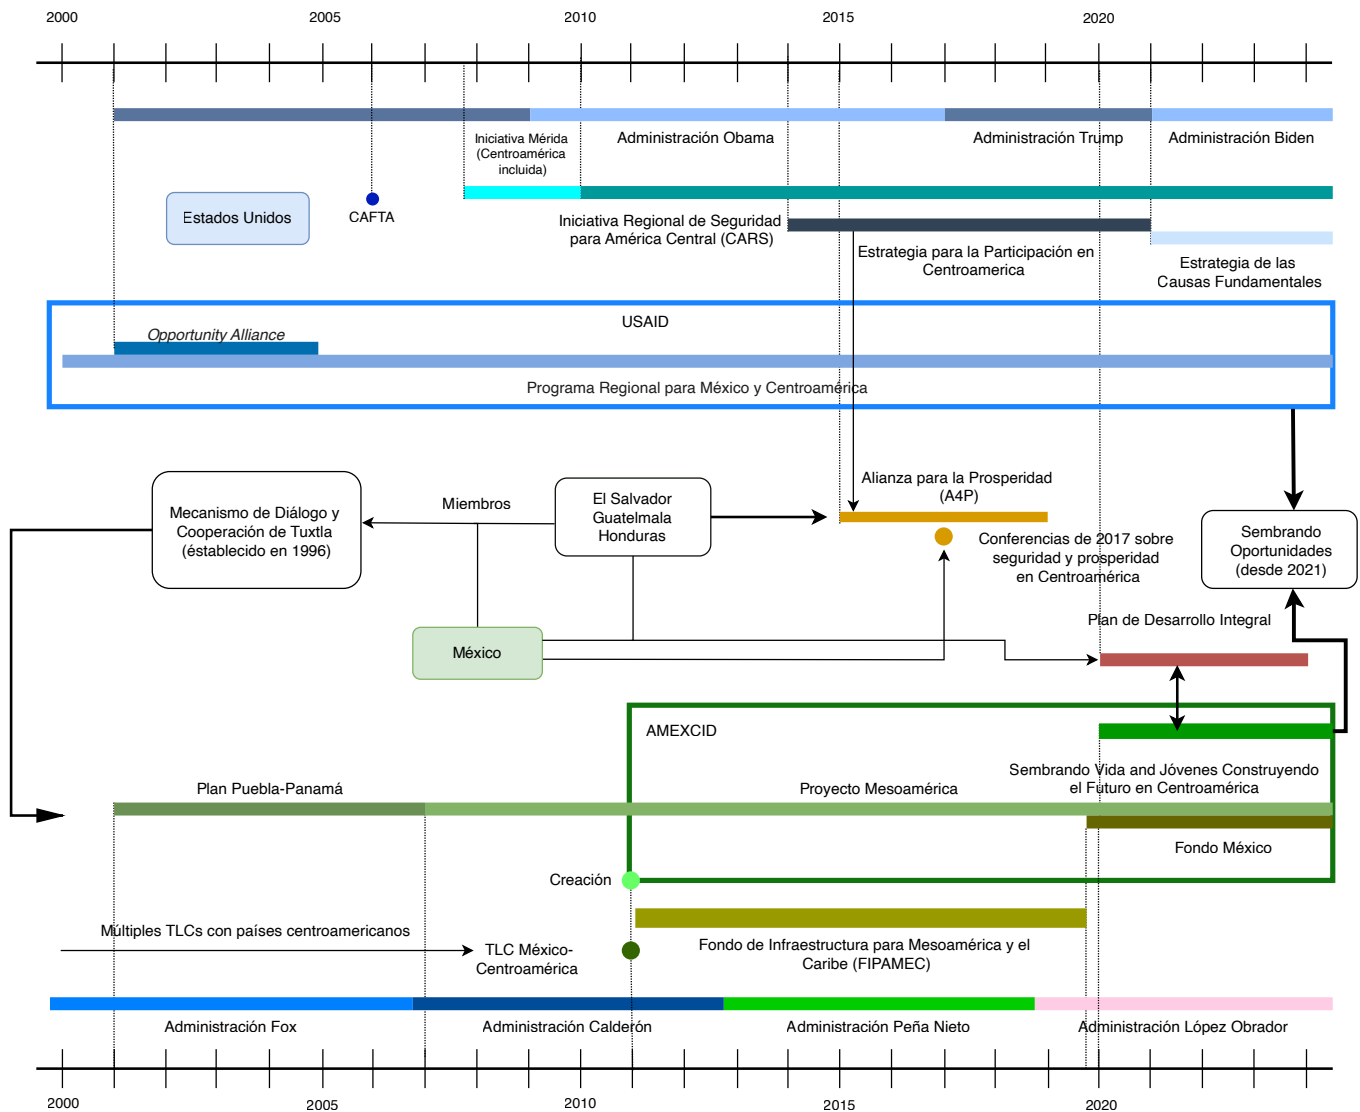 2000 2005 2010 2015 2020
Administración Obama
Administración Trump
Administración Biden
Iniciativa Mérida
(Centroamérica
incluida)
Estados Unidos
CAFTA
Iniciativa Regional de Seguridad
para América Central (CARS)
Estrategia para la Participación en
Centroamerica
Estrategia de las
Causas Fundamentales
USAID
Opportunity Alliance
Programa Regional para México y Centroamérica
Mecanismo de Diálogo y
Cooperación de Tuxtla
(éstablecido en 1996)
Miembros
El Salvador
Guatelmala
Honduras
Alianza para la Prosperidad
(A4P)
Conferencias de 2017 sobre
seguridad y prosperidad
en Centroamérica
Sembrando
Oportunidades
(desde 2021)
Plan de Desarrollo Integral
México
AMEXCID
Sembrando Vida and Jóvenes Construyendo
el Futuro en Centroamérica
Plan Puebla-Panamá
Proyecto Mesoamérica
Fondo México
Creación
Múltiples TLCs con países centroamericanos
TLC México-
Centroamérica
Fondo de Infraestructura para Mesoamérica y el
Caribe (FIPAMEC)
Administración Fox
Administración Calderón
Administración Peña Nieto
Administración López Obrador
2000 2005 2010 2015 2020